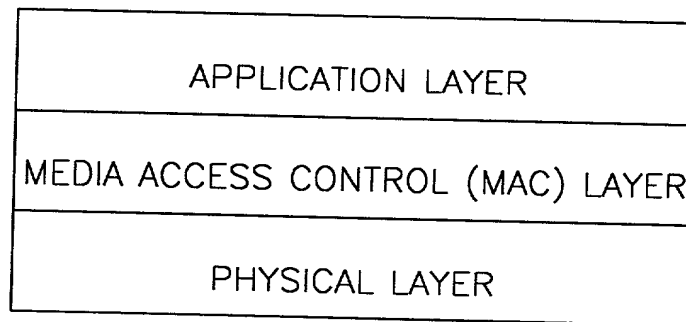 APPLICATION LAYER
MEDIA ACCESS CONTROL (MAC) LAYER
PHYSICAL LAYER